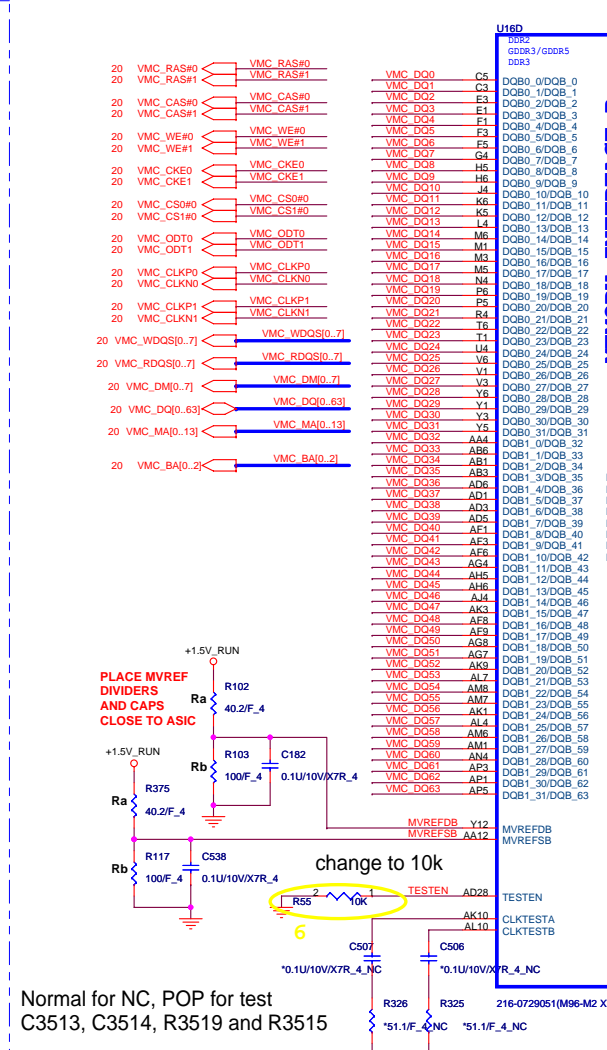 U16D
DDR2
GDDR3/GDDR5
DDR3
20 VMC_RAS#0 VMC_RAS#0
20 VMC_RAS#1 VMC_RAS#1
20 VMC_CAS#0 VMC_CAS#0
20 VMC_CAS#1 VMC_CAS#1
20 VMC_WE#0 VMC_WE#0
20 VMC_WE#1 VMC_WE#1
20 VMC_CKE0 VMC_CKE0
20 VMC_CKE1 VMC_CKE1
20 VMC_CS0#0 VMC_CS0#0
20 VMC_CS1#0 VMC_CS1#0
20 VMC_ODT0 VMC_ODT0
20 VMC_ODT1 VMC_ODT1
20 VMC_CLKP0 VMC_CLKP0
20 VMC_CLKN0 VMC_CLKN0
20 VMC_CLKP1 VMC_CLKP1
20 VMC_CLKN1 VMC_CLKN1
20 VMC_WDQS[0..7] VMC_WDQS[0..7]
20 VMC_RDQS[0..7] VMC_RDQS[0..7]
20 VMC_DM[0..7] VMC_DM[0..7]
20 VMC_DQ[0..63] VMC_DQ[0..63]
20 VMC_MA[0..13] VMC_MA[0..13]
20 VMC_BA[0..2] VMC_BA[0..2]
VMC_DQ0 C5 DQB0_0/DQB_0
VMC_DQ1 C3 DQB0_1/DQB_1
VMC_DQ2 E3 DQB0_2/DQB_2
VMC_DQ3 E1 DQB0_3/DQB_3
VMC_DQ4 F1 DQB0_4/DQB_4
VMC_DQ5 F3 DQB0_5/DQB_5
VMC_DQ6 F5 DQB0_6/DQB_6
VMC_DQ7 G4 DQB0_7/DQB_7
VMC_DQ8 H5 DQB0_8/DQB_8
VMC_DQ9 H6 DQB0_9/DQB_9
VMC_DQ10 J4 DQB0_10/DQB_10
VMC_DQ11 K6 DQB0_11/DQB_11
VMC_DQ12 K5 DQB0_12/DQB_12
VMC_DQ13 L4 DQB0_13/DQB_13
VMC_DQ14 M6 DQB0_14/DQB_14
VMC_DQ15 M1 DQB0_15/DQB_15
VMC_DQ16 M3 DQB0_16/DQB_16
VMC_DQ17 M5 DQB0_17/DQB_17
VMC_DQ18 N4 DQB0_18/DQB_18
VMC_DQ19 P6 DQB0_19/DQB_19
VMC_DQ20 P5 DQB0_20/DQB_20
VMC_DQ21 R4 DQB0_21/DQB_21
VMC_DQ22 T6 DQB0_22/DQB_22
VMC_DQ23 T1 DQB0_23/DQB_23
VMC_DQ24 U4 DQB0_24/DQB_24
VMC_DQ25 V6 DQB0_25/DQB_25
VMC_DQ26 V1 DQB0_26/DQB_26
VMC_DQ27 V3 DQB0_27/DQB_27
VMC_DQ28 Y6 DQB0_28/DQB_28
VMC_DQ29 Y1 DQB0_29/DQB_29
VMC_DQ30 Y3 DQB0_30/DQB_30
VMC_DQ31 Y5 DQB0_31/DQB_31
VMC_DQ32 AA4 DQB1_0/DQB_32
VMC_DQ33 AB6 DQB1_1/DQB_33
VMC_DQ34 AB1 DQB1_2/DQB_34
VMC_DQ35 AB3 DQB1_3/DQB_35
VMC_DQ36 AD6 DQB1_4/DQB_36
VMC_DQ37 AD1 DQB1_5/DQB_37
VMC_DQ38 AD3 DQB1_6/DQB_38
VMC_DQ39 AD5 DQB1_7/DQB_39
VMC_DQ40 AF1 DQB1_8/DQB_40
VMC_DQ41 AF3 DQB1_9/DQB_41
VMC_DQ42 AF6 DQB1_10/DQB_42
VMC_DQ43 AG4 DQB1_11/DQB_43
VMC_DQ44 AH5 DQB1_12/DQB_44
VMC_DQ45 AH6 DQB1_13/DQB_45
VMC_DQ46 AJ4 DQB1_14/DQB_46
VMC_DQ47 AK3 DQB1_15/DQB_47
VMC_DQ48 AF8 DQB1_16/DQB_48
VMC_DQ49 AF9 DQB1_17/DQB_49
VMC_DQ50 AG8 DQB1_18/DQB_50
VMC_DQ51 AG7 DQB1_19/DQB_51
VMC_DQ52 AK9 DQB1_20/DQB_52
VMC_DQ53 AL7 DQB1_21/DQB_53
VMC_DQ54 AM8 DQB1_22/DQB_54
VMC_DQ55 AM7 DQB1_23/DQB_55
VMC_DQ56 AK1 DQB1_24/DQB_56
VMC_DQ57 AL4 DQB1_25/DQB_57
VMC_DQ58 AM6 DQB1_26/DQB_58
VMC_DQ59 AM1 DQB1_27/DQB_59
VMC_DQ60 AN4 DQB1_28/DQB_60
VMC_DQ61 AP3 DQB1_29/DQB_61
VMC_DQ62 AP1 DQB1_30/DQB_62
VMC_DQ63 AP5 DQB1_31/DQB_63
MVREFDB Y12 MVREFDB
MVREFSB AA12 MVREFSB
+1.5V_RUN
PLACE MVREF
DIVIDERS
AND CAPS
CLOSE TO ASIC
Ra R102
40.2/F_4
Rb R103
100/F_4
C182
0.1U/10V/X7R_4
+1.5V_RUN
Ra R375
40.2/F_4
Rb R117
100/F_4
C538
0.1U/10V/X7R_4
change to 10k
R55 2 10K 1 TESTEN AD28 TESTEN
6
AK10 CLKTESTA
AL10 CLKTESTB
C507
*0.1U/10V/X7R_4_NC
C506
*0.1U/10V/X7R_4_NC
R326
*51.1/F_4_NC
R325
*51.1/F_4_NC
216-0729051(M96-M2 X
Normal for NC, POP for test
C3513, C3514, R3519 and R3515